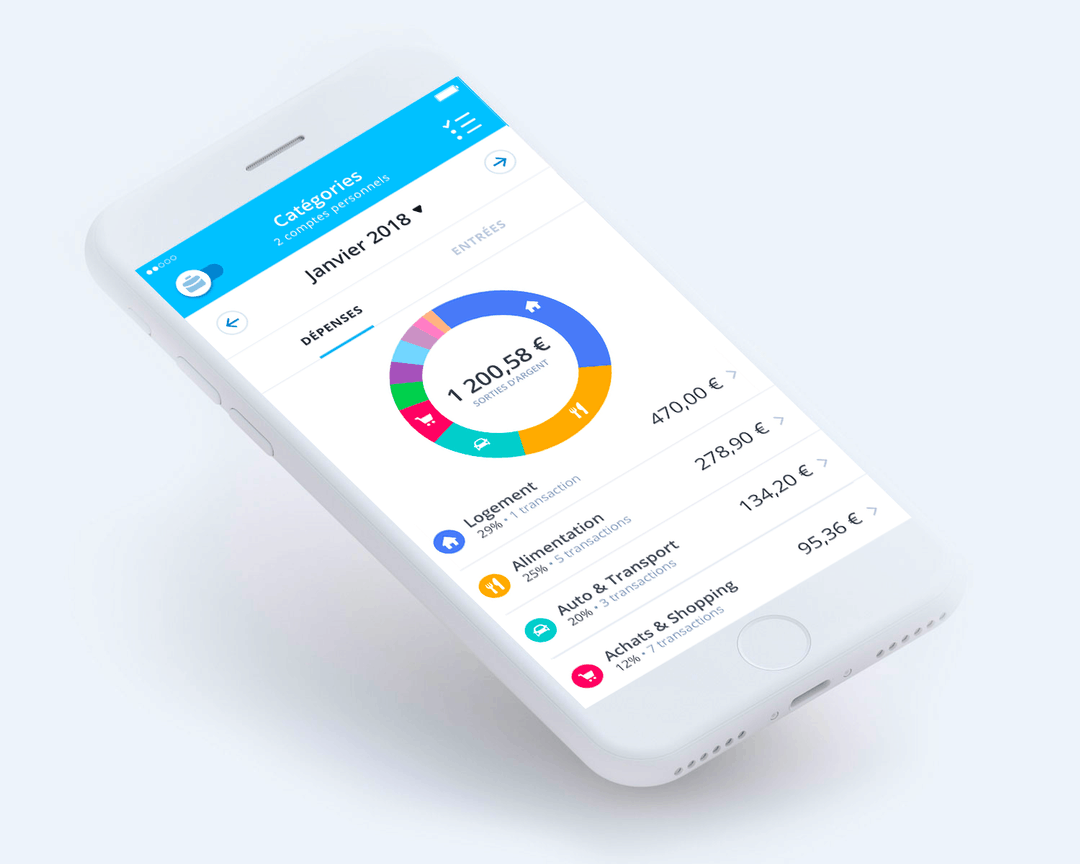 Catégories
2 comptes personnels
Janvier 2018
DÉPENSES
ENTRÉES
1 200,58 €
SORTIES D'ARGENT
Logement
470,00 €
29% • 1 transaction
Alimentation
278,90 €
25% • 5 transactions
Auto & Transport
134,20 €
20% • 3 transactions
Achats & Shopping
95,36 €
12% • 7 transactions